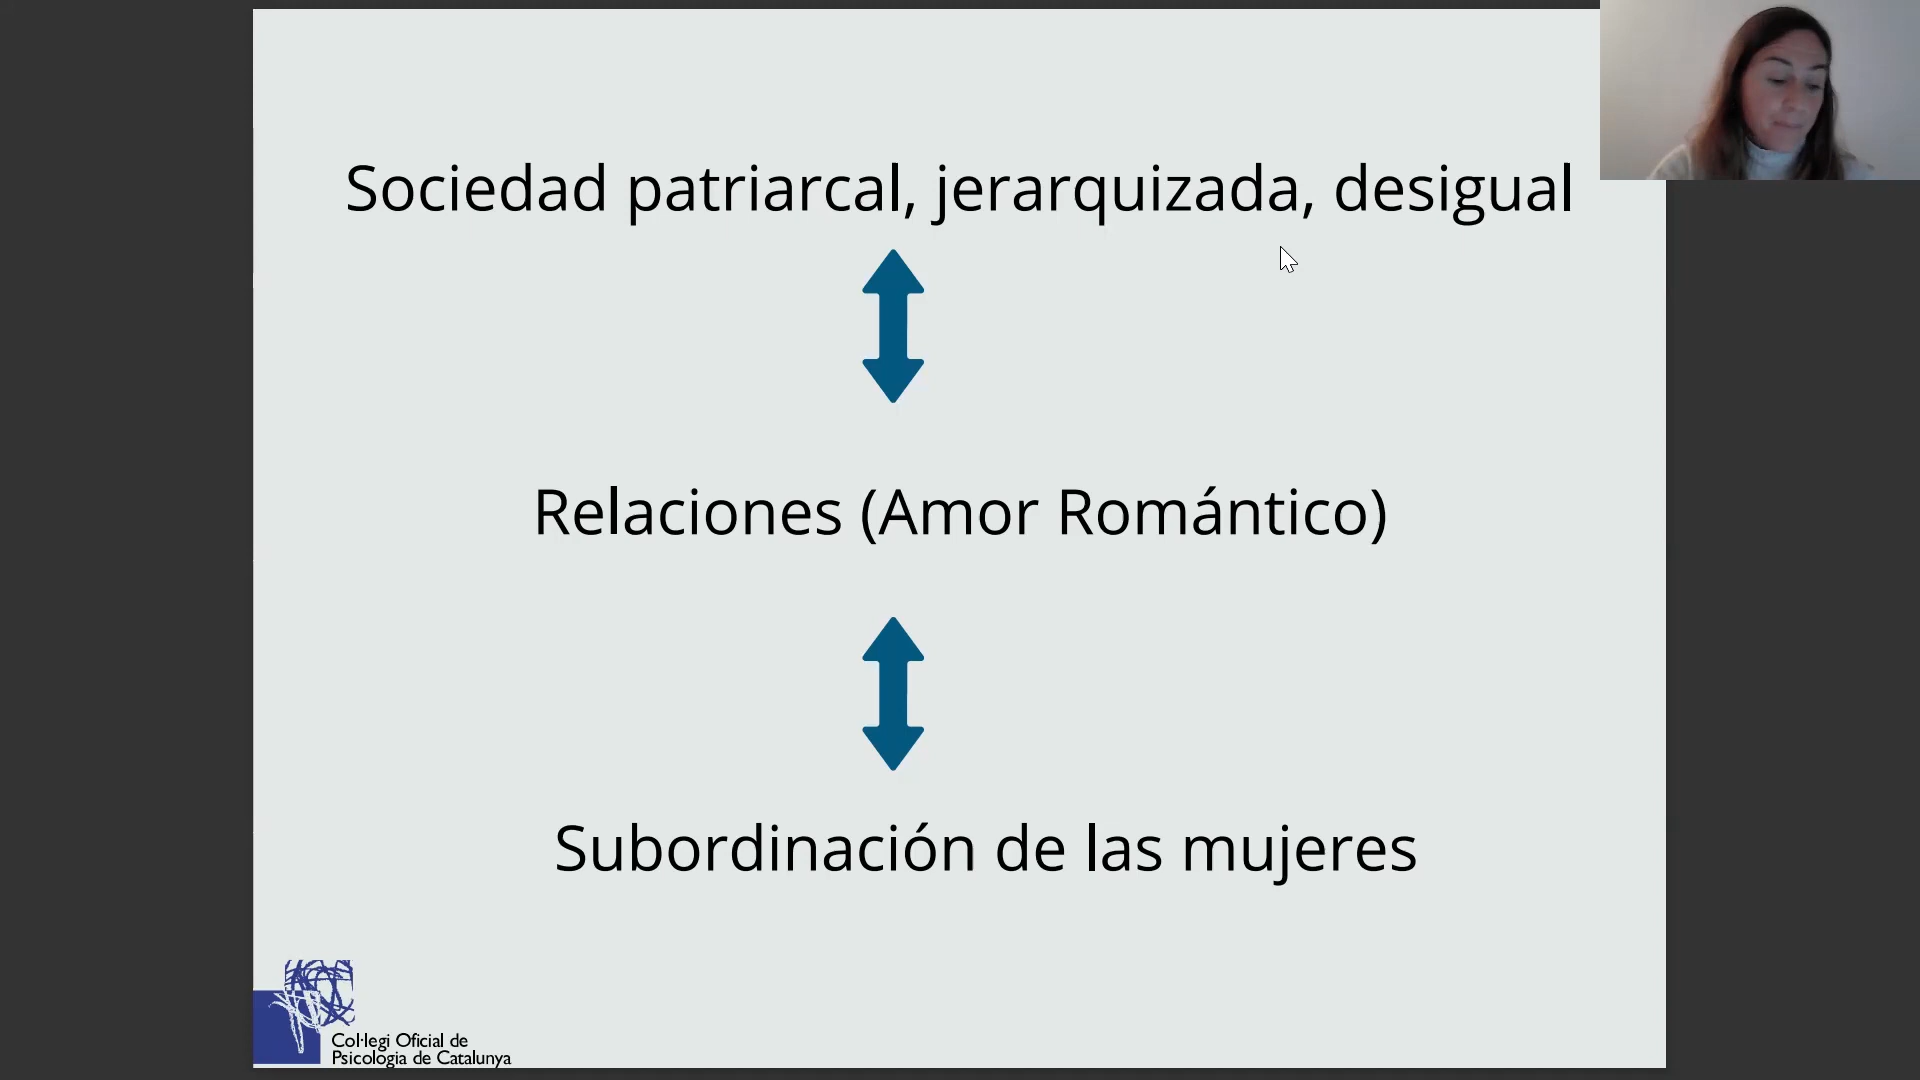 Sociedad patriarcal, jerarquizada, desigual
Relaciones (Amor Romántico)
Subordinación de las mujeres
Col·legi Oficial de
Psicologia de Catalunya